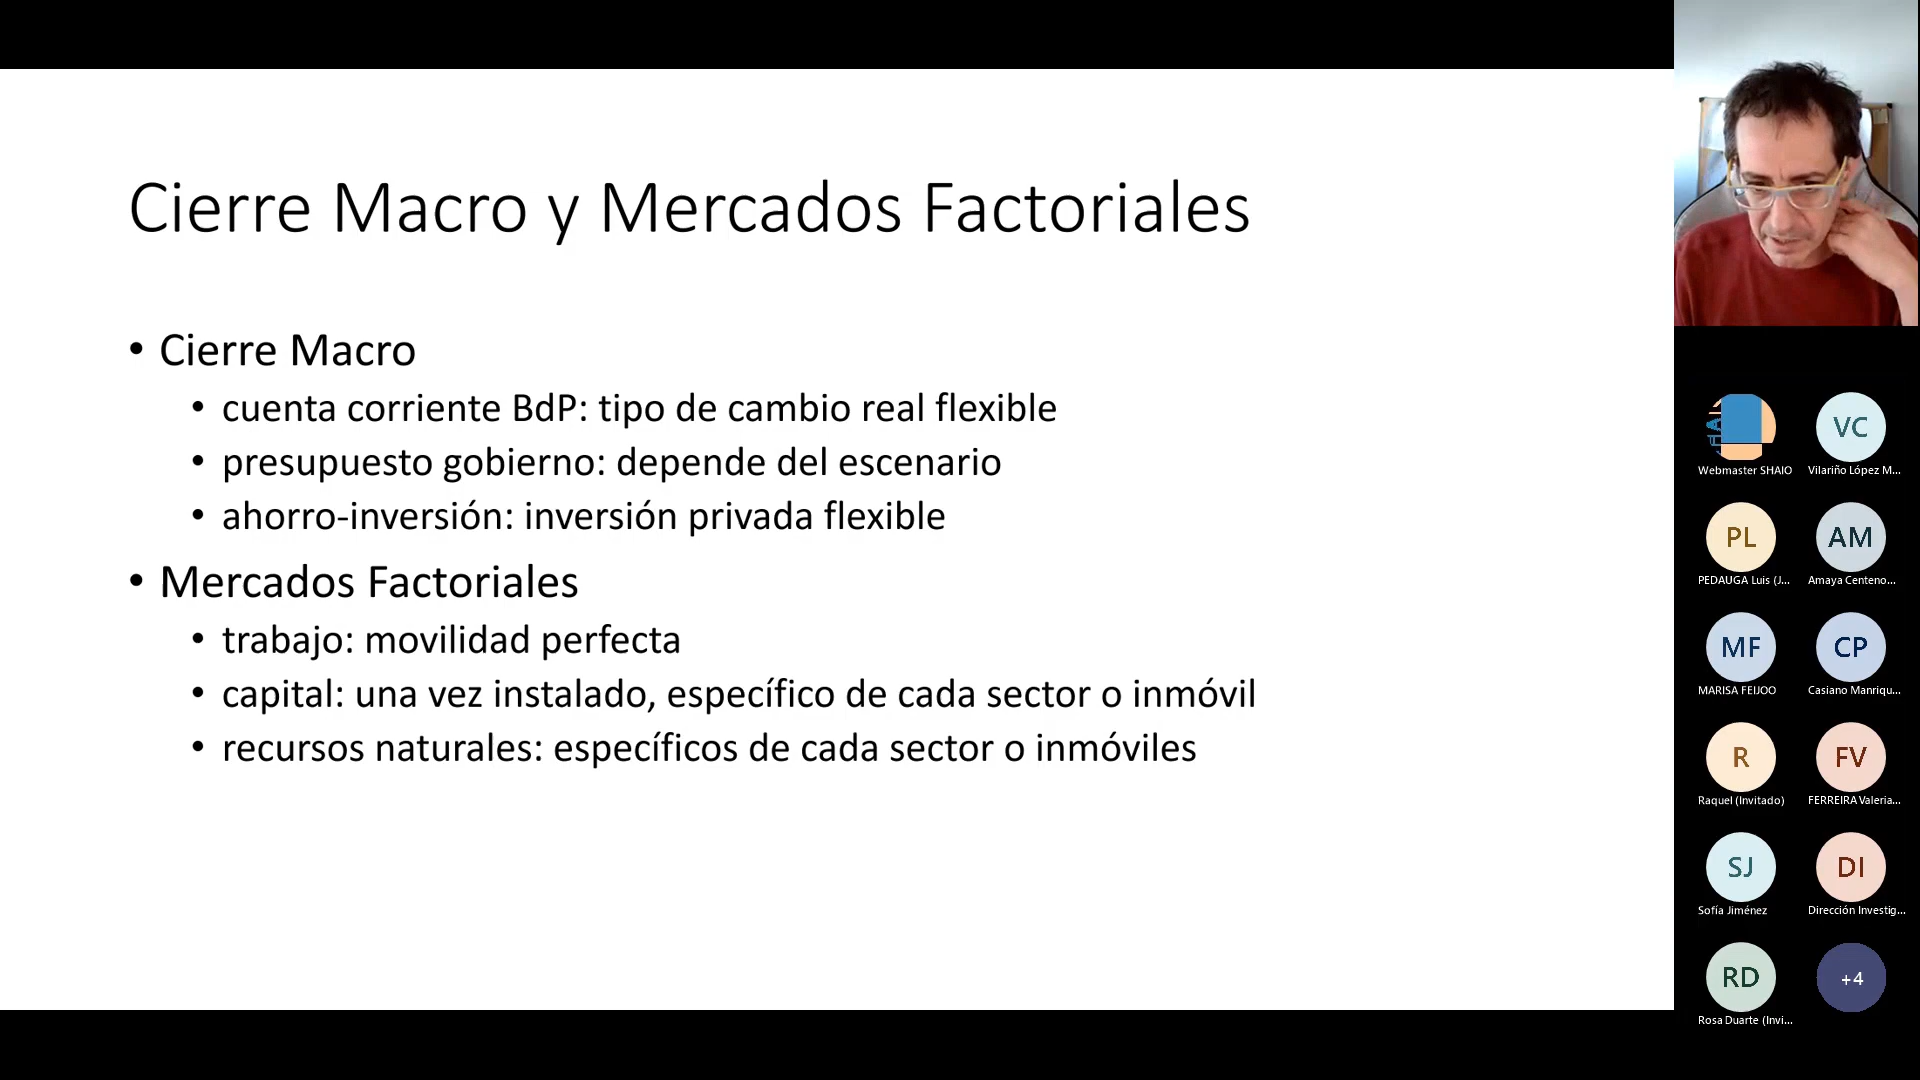 Cierre Macro y Mercados Factoriales
• Cierre Macro
• cuenta corriente BdP: tipo de cambio real flexible
• presupuesto gobierno: depende del escenario
• ahorro-inversión: inversión privada flexible
• Mercados Factoriales
• trabajo: movilidad perfecta
• capital: una vez instalado, específico de cada sector o inmóvil
• recursos naturales: específicos de cada sector o inmóviles
Webmaster SHAIO
VC
Vilariño López M...
PL
PEDAUGA Luis (J...
AM
Amaya Centeno...
MF
MARISA FEIJOO
CP
Casiano Manriqu...
R
Raquel (Invitado)
FV
FERREIRA Valeria...
SJ
Sofía Jiménez
DI
Dirección Investig...
RD
Rosa Duarte (Invi...
+4